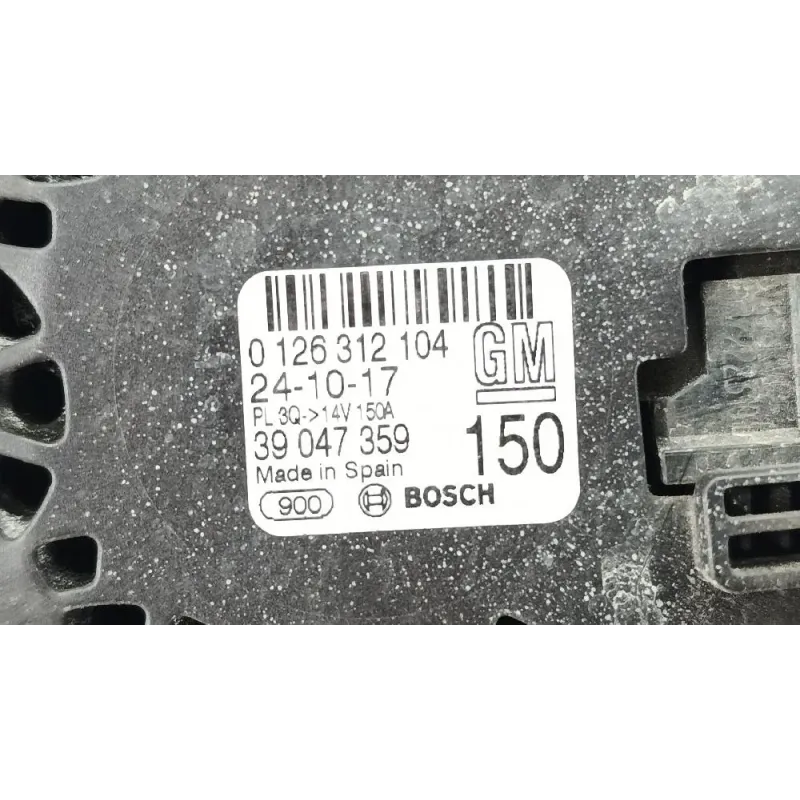 0 126 312 104
GM
24-10-17
PL 3Q->14V 150A
39 047 359
150
Made in Spain
900
BOSCH